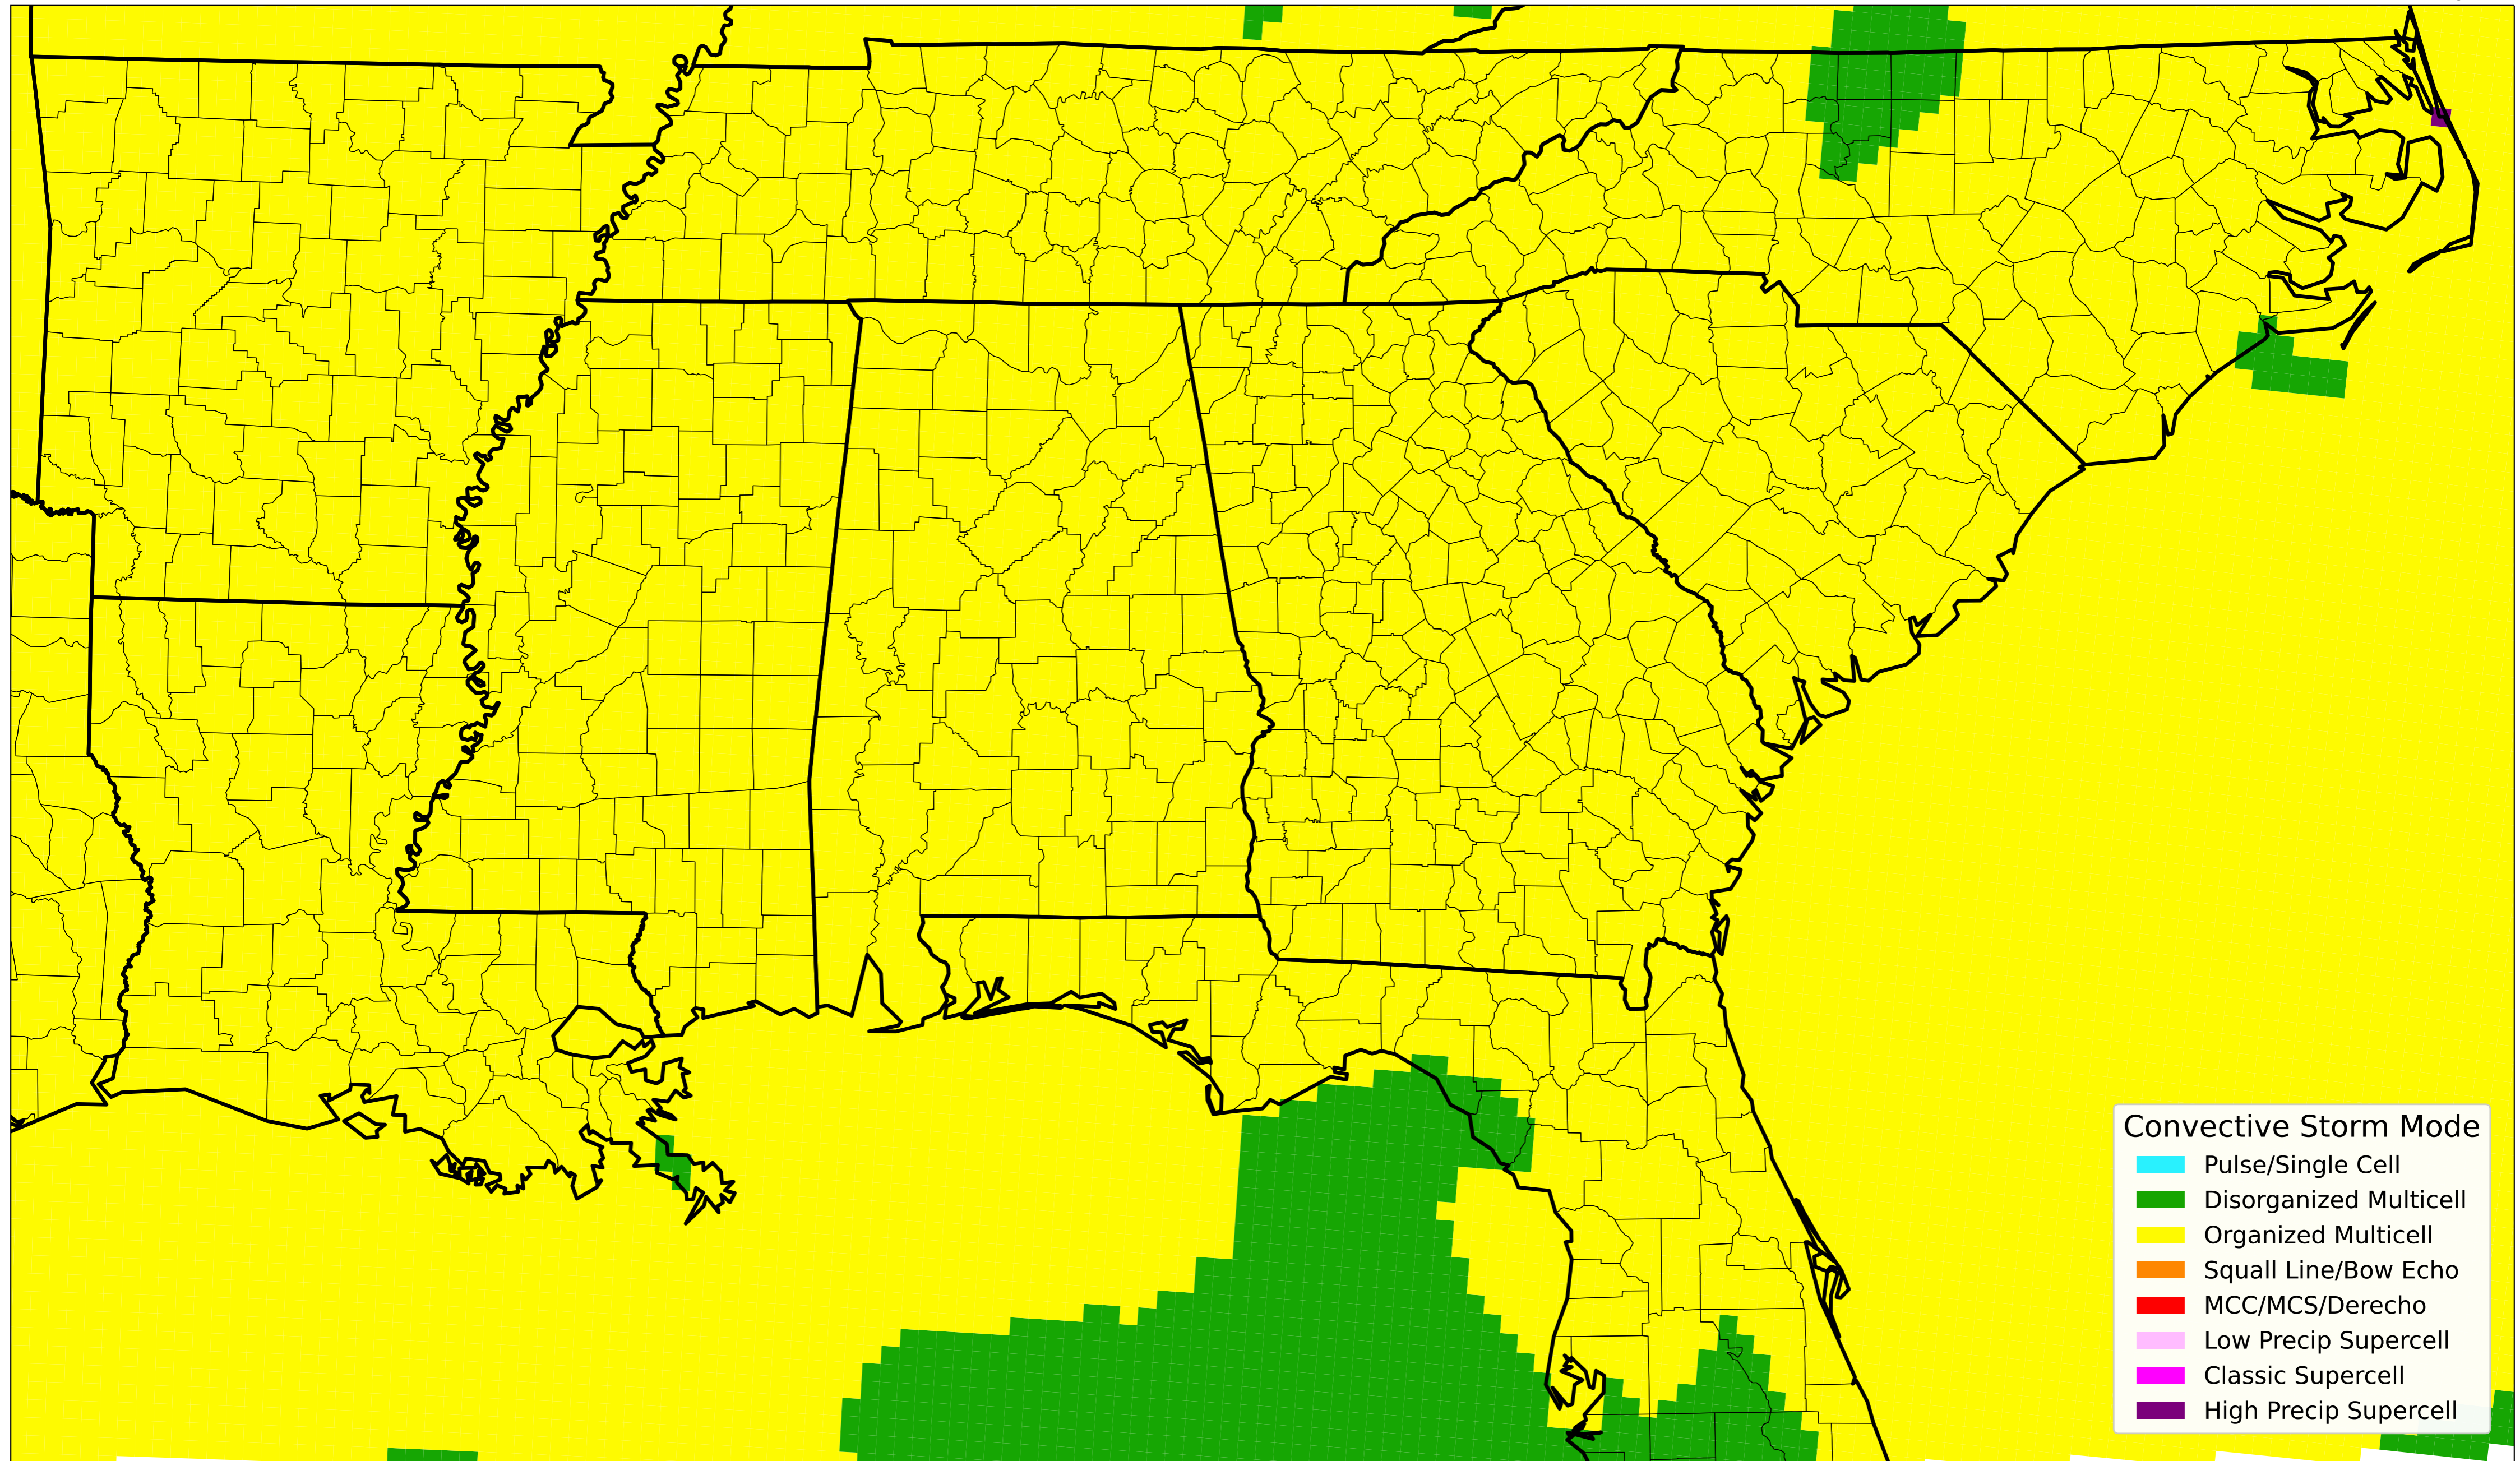 Convective Storm Mode
Pulse/Single Cell
Disorganized Multicell
Organized Multicell
Squall Line/Bow Echo
MCC/MCS/Derecho
Low Precip Supercell
Classic Supercell
High Precip Supercell